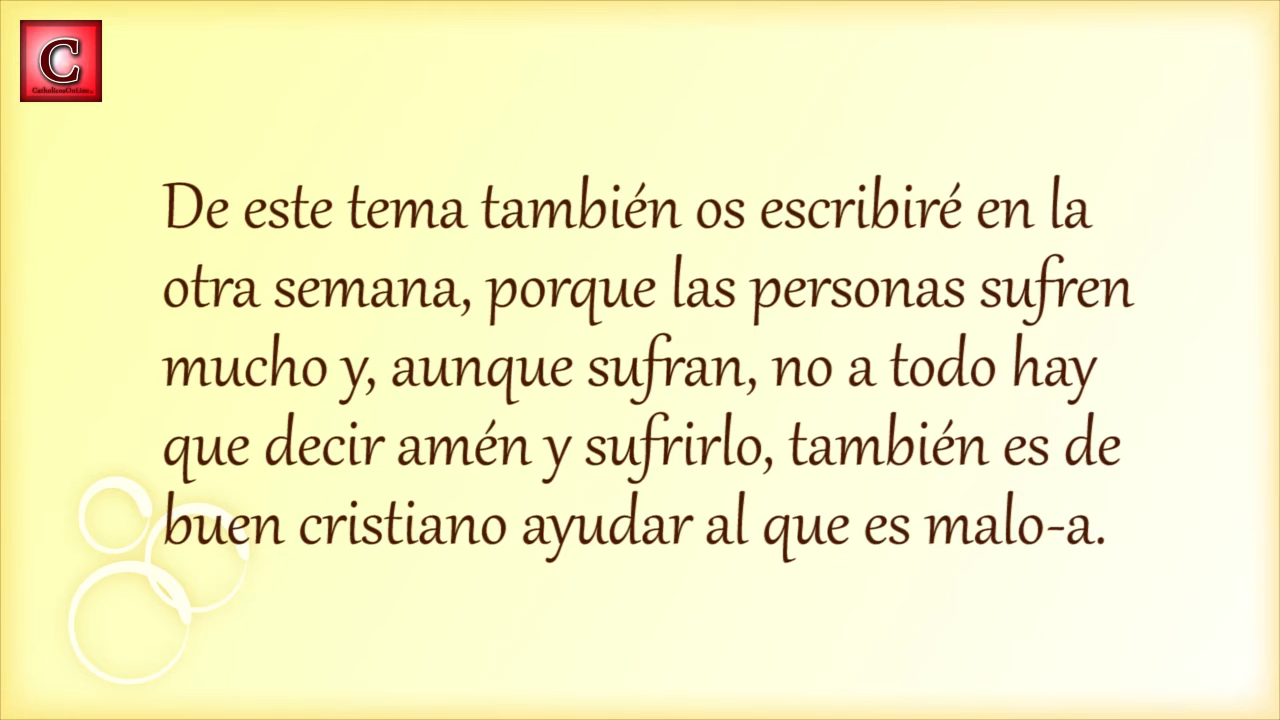 C
CatholicosOnLine
De este tema también os escribiré en la
otra semana, porque las personas sufren
mucho y, aunque sufran, no a todo hay
que decir amén y sufrirlo, también es de
buen cristiano ayudar al que es malo-a.